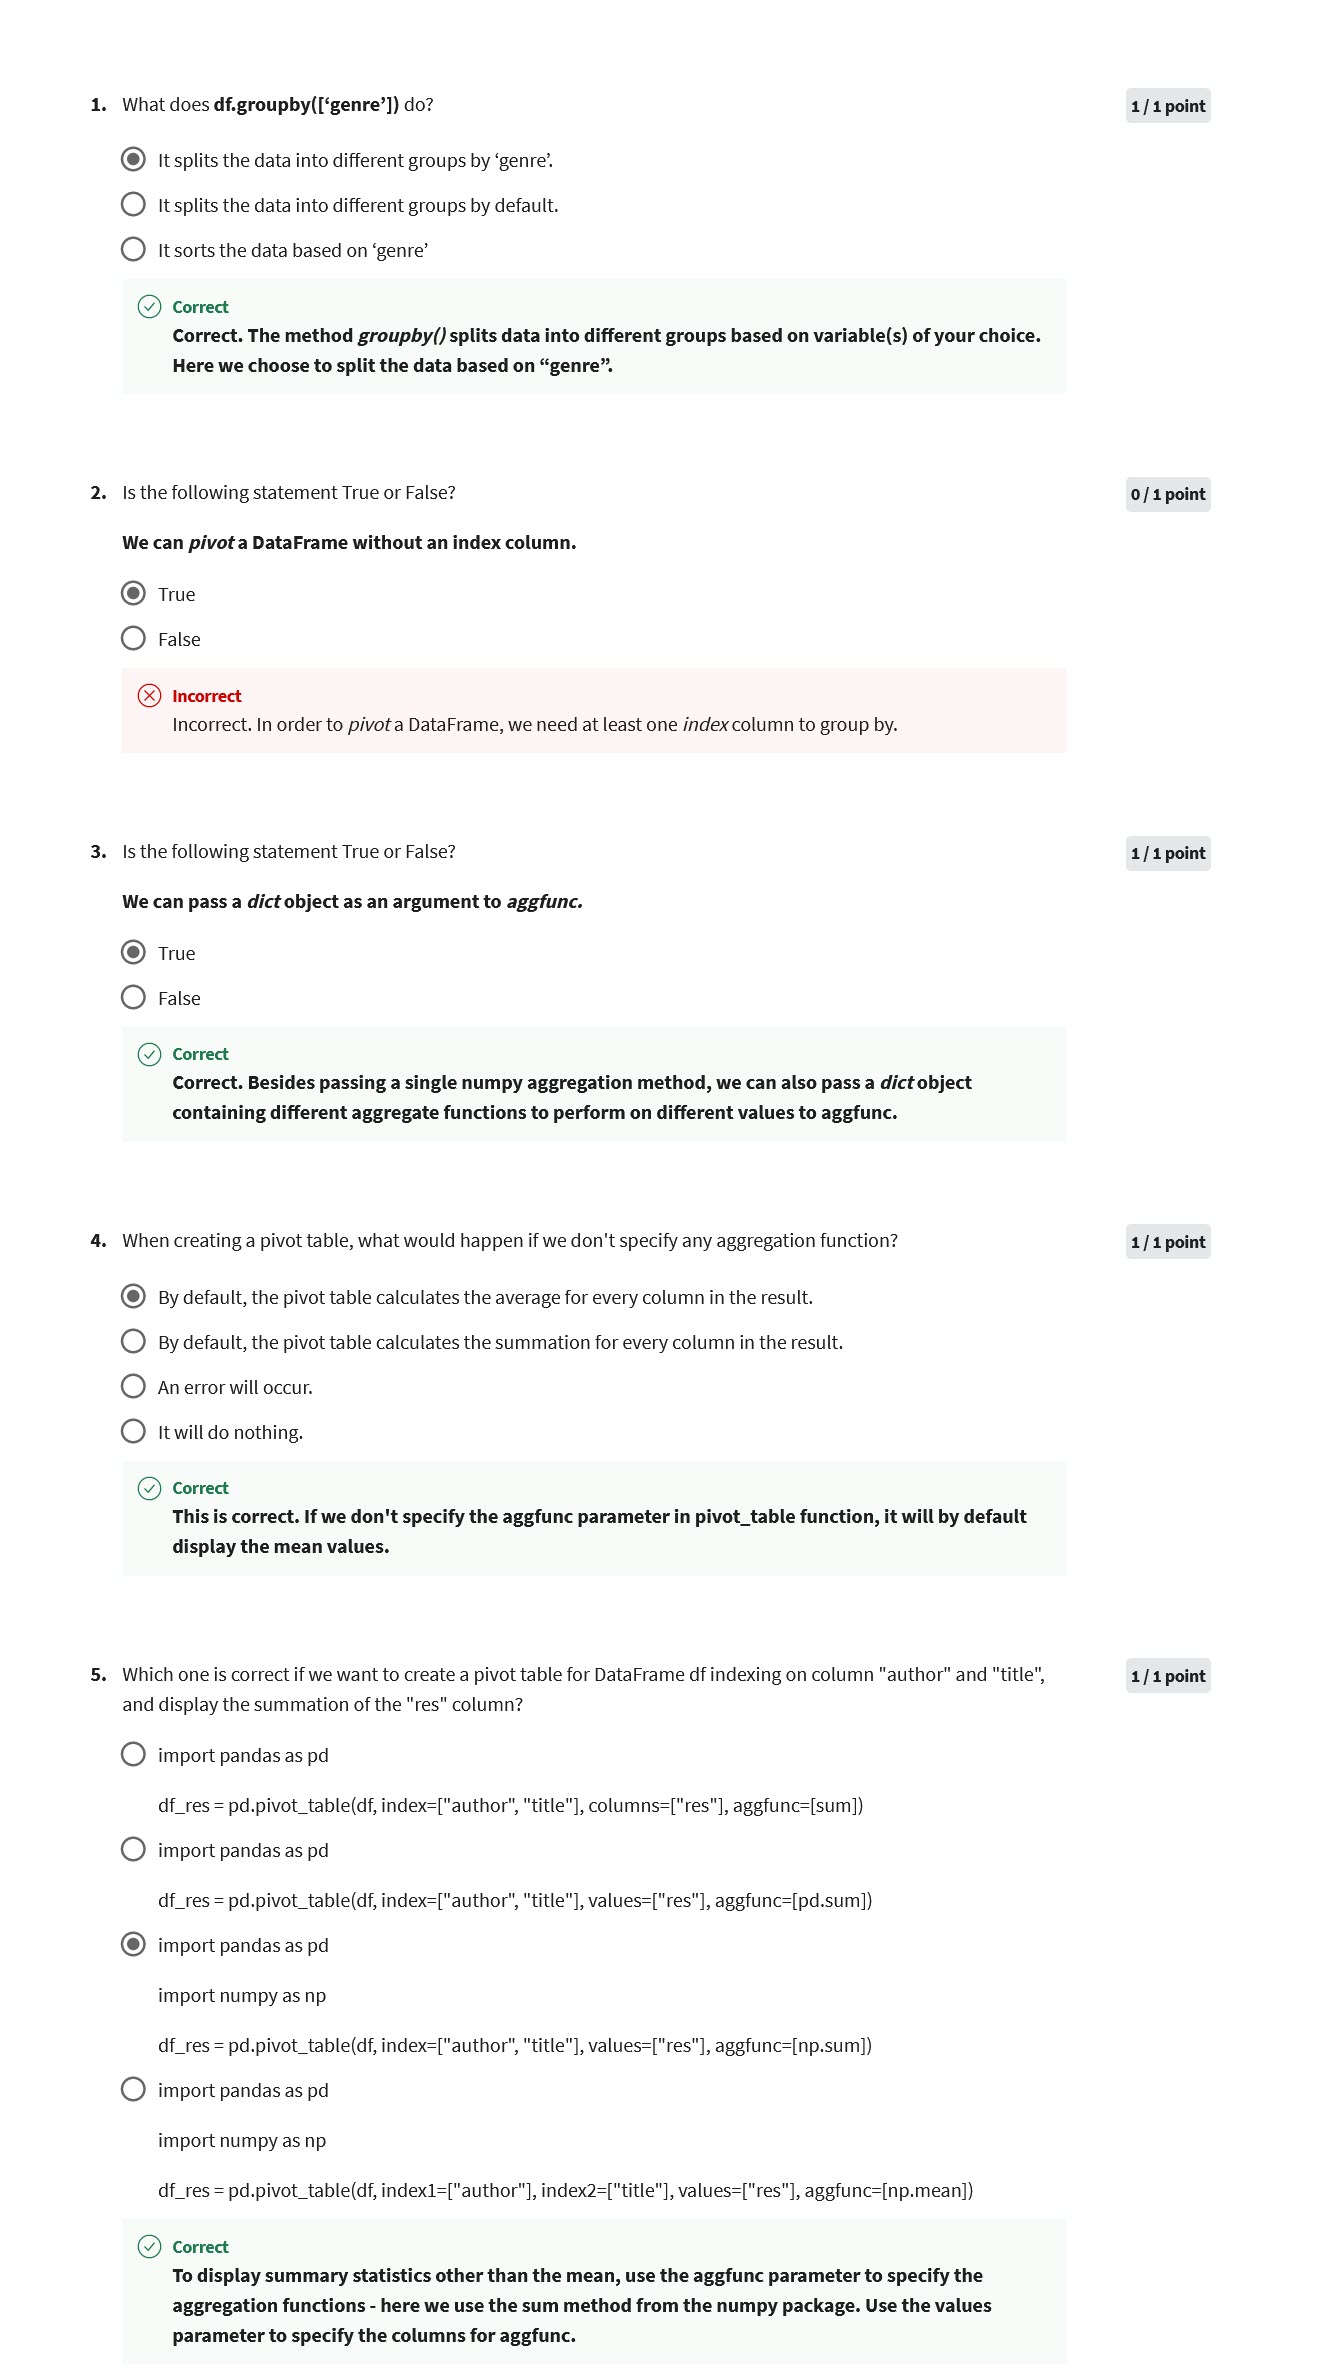 1. What does df.groupby([‘genre’]) do?
1 / 1 point
It splits the data into different groups by ‘genre’.
It splits the data into different groups by default.
It sorts the data based on ‘genre’
Correct
Correct. The method groupby() splits data into different groups based on variable(s) of your choice.
Here we choose to split the data based on “genre”.
2. Is the following statement True or False?
0 / 1 point
We can pivot a DataFrame without an index column.
True
False
Incorrect
Incorrect. In order to pivot a DataFrame, we need at least one index column to group by.
3. Is the following statement True or False?
1 / 1 point
We can pass a dict object as an argument to aggfunc.
True
False
Correct
Correct. Besides passing a single numpy aggregation method, we can also pass a dict object
containing different aggregate functions to perform on different values to aggfunc.
4. When creating a pivot table, what would happen if we don't specify any aggregation function?
1 / 1 point
By default, the pivot table calculates the average for every column in the result.
By default, the pivot table calculates the summation for every column in the result.
An error will occur.
It will do nothing.
Correct
This is correct. If we don't specify the aggfunc parameter in pivot_table function, it will by default
display the mean values.
5. Which one is correct if we want to create a pivot table for DataFrame df indexing on column "author" and "title",
1 / 1 point
and display the summation of the "res" column?
import pandas as pd
df_res = pd.pivot_table(df, index=["author", "title"], columns=["res"], aggfunc=[sum])
import pandas as pd
df_res = pd.pivot_table(df, index=["author", "title"], values=["res"], aggfunc=[pd.sum])
import pandas as pd
import numpy as np
df_res = pd.pivot_table(df, index=["author", "title"], values=["res"], aggfunc=[np.sum])
import pandas as pd
import numpy as np
df_res = pd.pivot_table(df, index1=["author"], index2=["title"], values=["res"], aggfunc=[np.mean])
Correct
To display summary statistics other than the mean, use the aggfunc parameter to specify the
aggregation functions - here we use the sum method from the numpy package. Use the values
parameter to specify the columns for aggfunc.